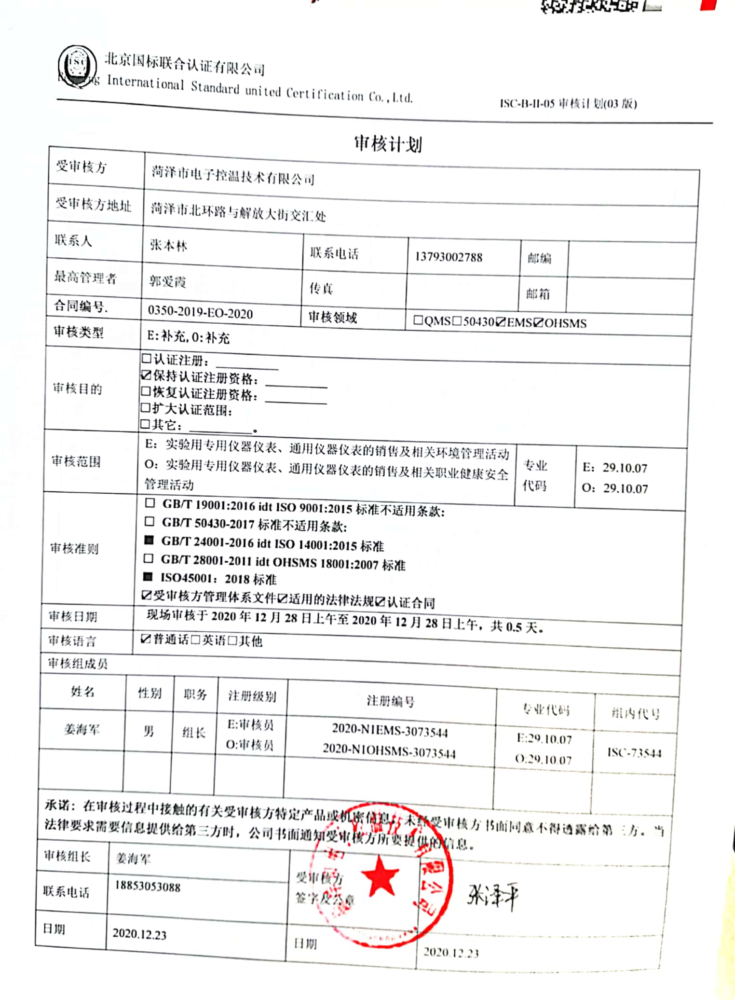 北京国标联合认证有限公司
International Standard united Certification Co.,Ltd.
ISC-B-II-05 审核计划(03 版)
审核计划
受审核方 菏泽市电子控温技术有限公司
受审核方地址 菏泽市北环路与解放大街交汇处
联系人 张本林 联系电话 13793002788 邮编
最高管理者 郭爱霞 传真 邮箱
合同编号. 0350-2019-EO-2020 审核领域 □QMS□50430☑EMS☑OHSMS
审核类型 E:补充,O:补充
审核目的
□认证注册：
☑保持认证注册资格：
□恢复认证注册资格：
□扩大认证范围：
□其它： 。
审核范围
E：实验用专用仪器仪表、通用仪器仪表的销售及相关环境管理活动
O：实验用专用仪器仪表、通用仪器仪表的销售及相关职业健康安全
管理活动
专业
代码
E：29.10.07
O：29.10.07
审核准则
□ GB/T 19001:2016 idt ISO 9001:2015 标准不适用条款:
□ GB/T 50430-2017 标准不适用条款:
■ GB/T 24001-2016 idt ISO 14001:2015 标准
□ GB/T 28001-2011 idt OHSMS 18001:2007 标准
■ ISO45001：2018 标准
☑受审核方管理体系文件☑适用的法律法规☑认证合同
审核日期 现场审核于 2020 年 12 月 28 日上午至 2020 年 12 月 28 日上午，共 0.5 天。
审核语言 ☑普通话□英语□其他
审核组成员
姓名 性别 职务 注册级别 注册编号 专业代码 组内代号
姜海军 男 组长
E:审核员
O:审核员
2020-N1EMS-3073544
2020-N1OHSMS-3073544
E:29.10.07
O:29.10.07
ISC-73544
承诺：在审核过程中接触的有关受审核方特定产品或机密信息，未经受审核方书面同意不得透露给第三方。当
法律要求需要信息提供给第三方时，公司书面通知受审核方所要提供的信息。
审核组长 姜海军
联系电话 18853053088
受审核方
签字及公章
张泽平
日期 2020.12.23
日期 2020.12.23